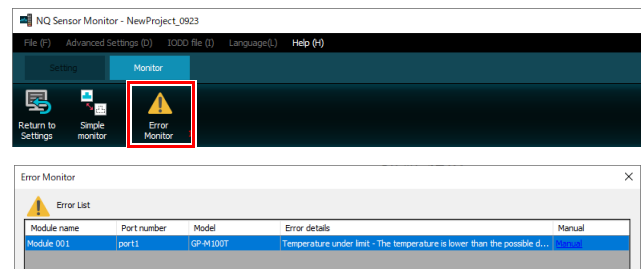 NQ Sensor Monitor - NewProject_0923
File (F) Advanced Settings (D) IODD file (I) Language(L) Help (H)
Setting Monitor
Return to Settings Simple monitor Error Monitor
Error Monitor
Error List
Module name Port number Model Error details Manual
Module 001 port1 GP-M100T Temperature under limit - The temperature is lower than the possible d... Manual